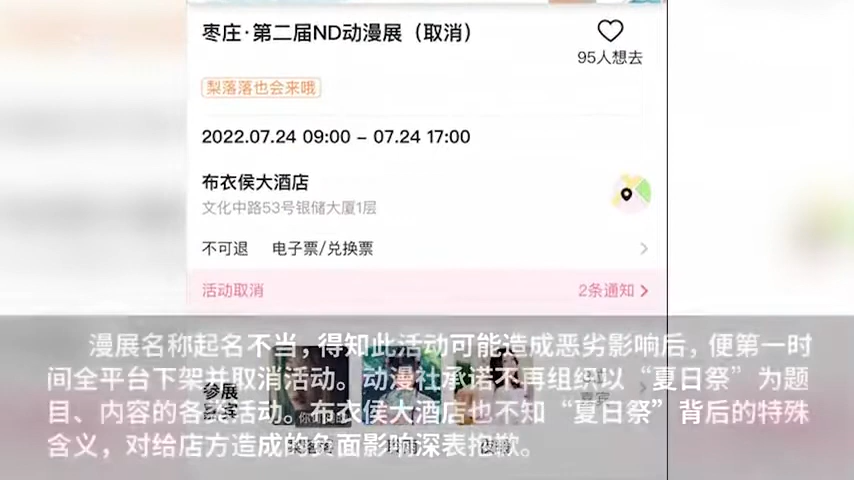 枣庄·第二届ND动漫展（取消）
95人想去
梨落落也会来哦
2022.07.24 09:00 – 07.24 17:00
布衣侯大酒店
文化中路53号银储大厦1层
不可退 电子票/兑换票
活动取消 2条通知
漫展名称起名不当，得知此活动可能造成恶劣影响后，便第一时
间全平台下架并取消活动。动漫社承诺不再组织以“夏日祭”为题
目、内容的各类活动。布衣侯大酒店也不知“夏日祭”背后的特殊
含义，对给店方造成的负面影响深表抱歉。
参展
嘉宾
梨落落